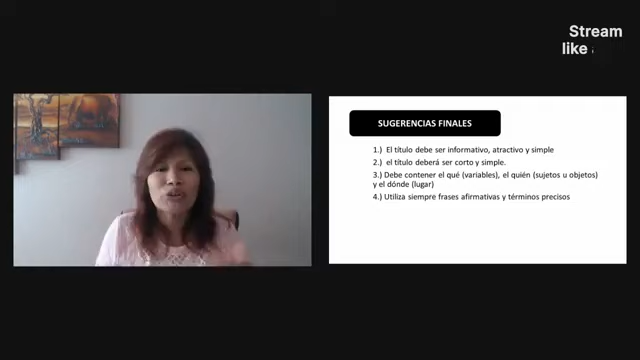 Stream
like
SUGERENCIAS FINALES
1.) El título debe ser informativo, atractivo y simple
2.) el título deberá ser corto y simple.
3.) Debe contener el qué (variables), el quién (sujetos u objetos)
y el dónde (lugar)
4.) Utiliza siempre frases afirmativas y términos precisos